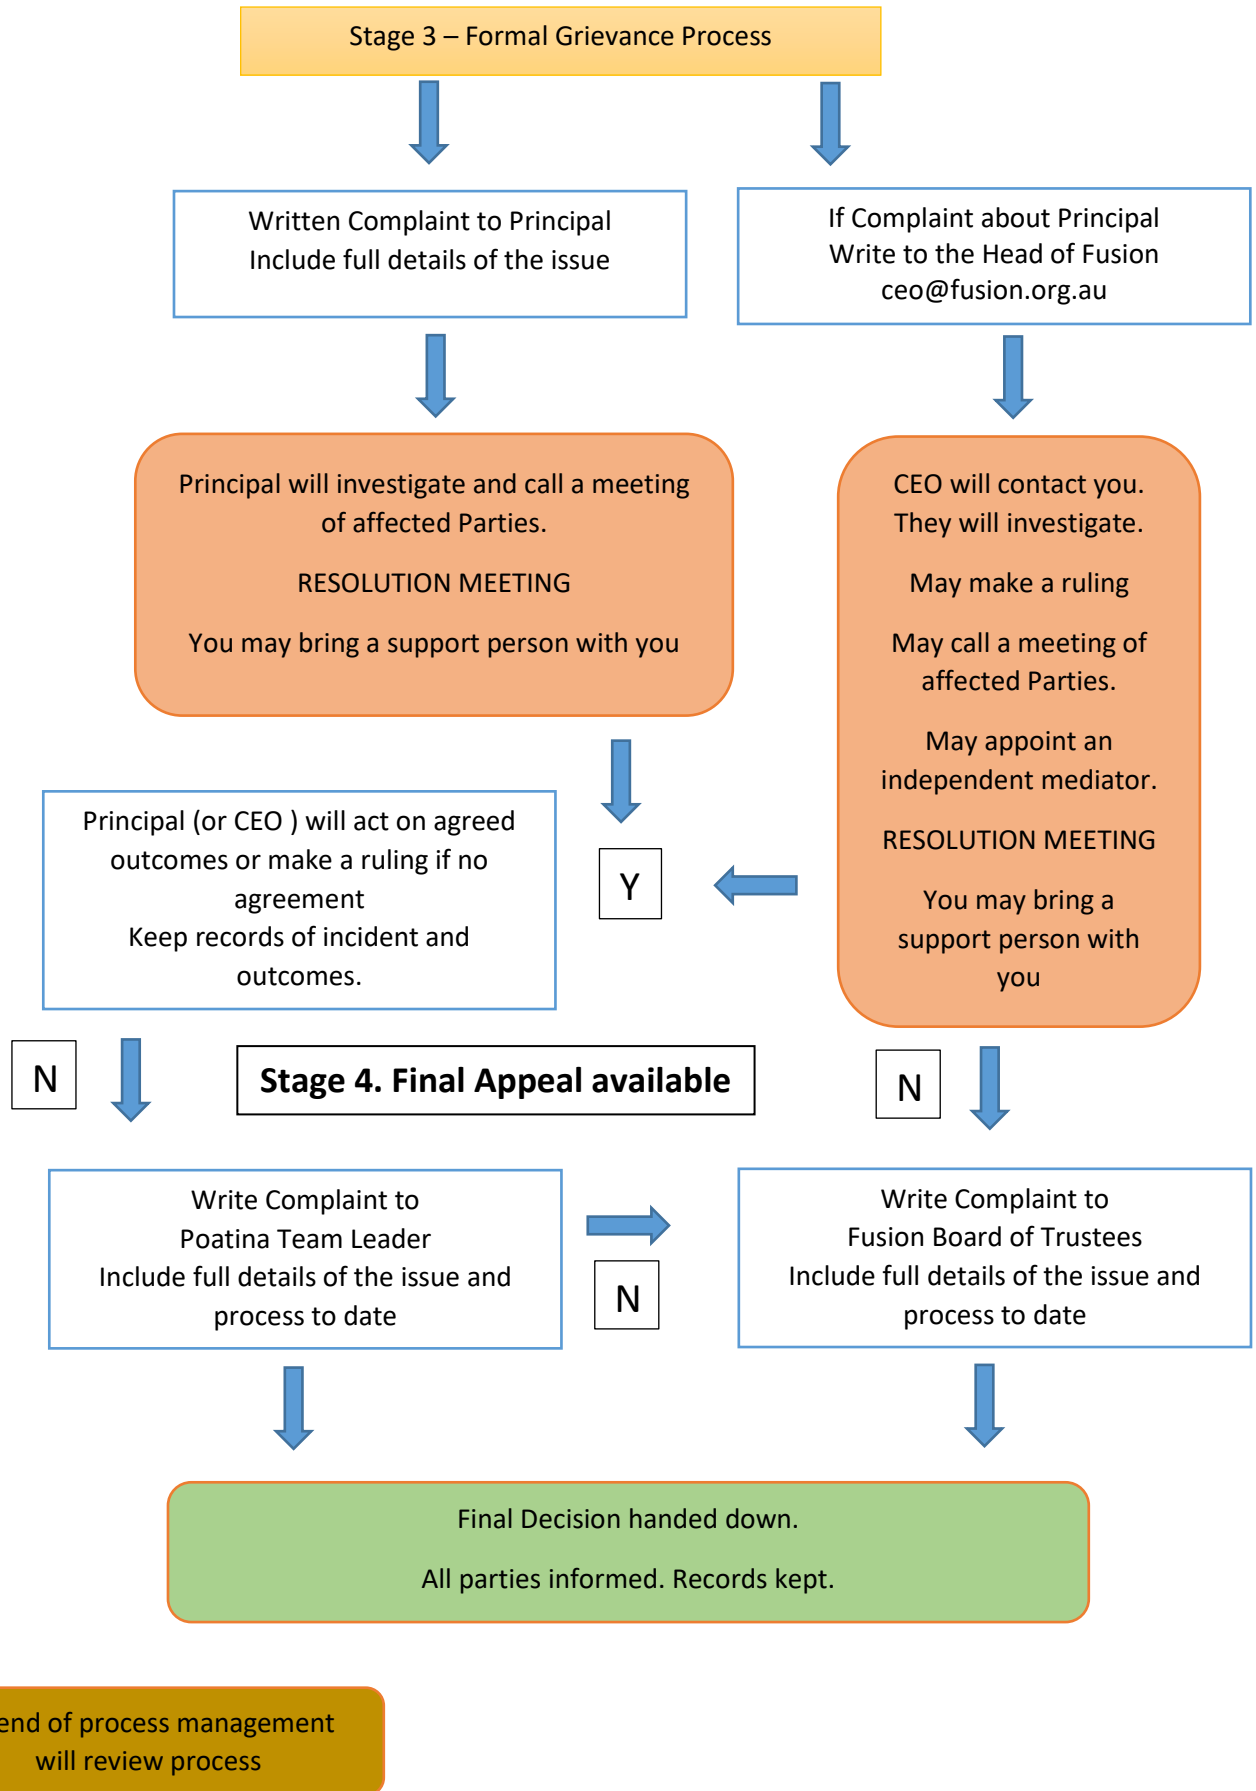 Stage 3 – Formal Grievance Process
Written Complaint to Principal
Include full details of the issue
If Complaint about Principal
Write to the Head of Fusion
ceo@fusion.org.au
Principal will investigate and call a meeting
of affected Parties.
RESOLUTION MEETING
You may bring a support person with you
CEO will contact you.
They will investigate.
May make a ruling
May call a meeting of
affected Parties.
May appoint an
independent mediator.
RESOLUTION MEETING
You may bring a
support person with
you
Principal (or CEO ) will act on agreed
outcomes or make a ruling if no
agreement
Keep records of incident and
outcomes.
Y
N
Stage 4. Final Appeal available
N
Write Complaint to
Poatina Team Leader
Include full details of the issue and
process to date
N
Write Complaint to
Fusion Board of Trustees
Include full details of the issue and
process to date
Final Decision handed down.
All parties informed. Records kept.
end of process management
will review process